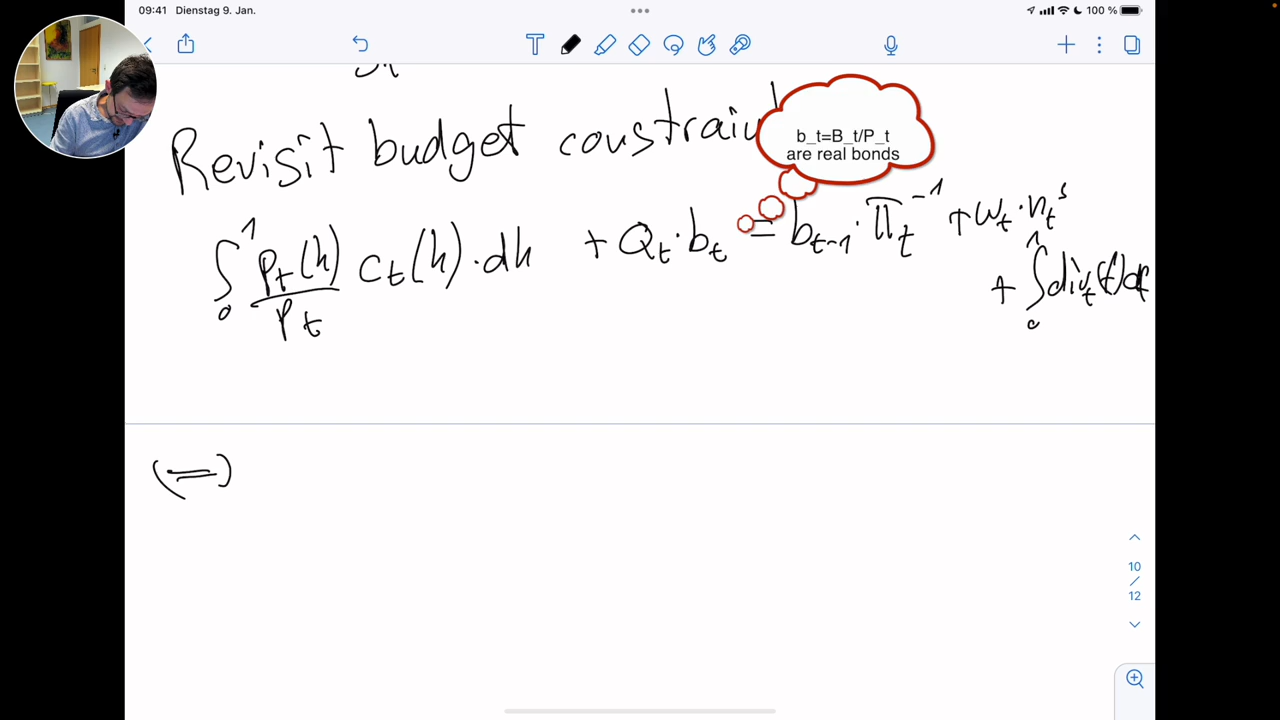 09:41 Dienstag 9. Jan.
100 %
T
Revisit budget constrain
b_t=B_t/P_t
are real bonds
∫₀¹ P_t(h)/P_t c_t(h)·dh + Q_t·b_t = b_{t-1}·Π_t^{-1} + w_t·n_t^s
+ ∫₀¹ div_t(f)df
(=)
10
/
12